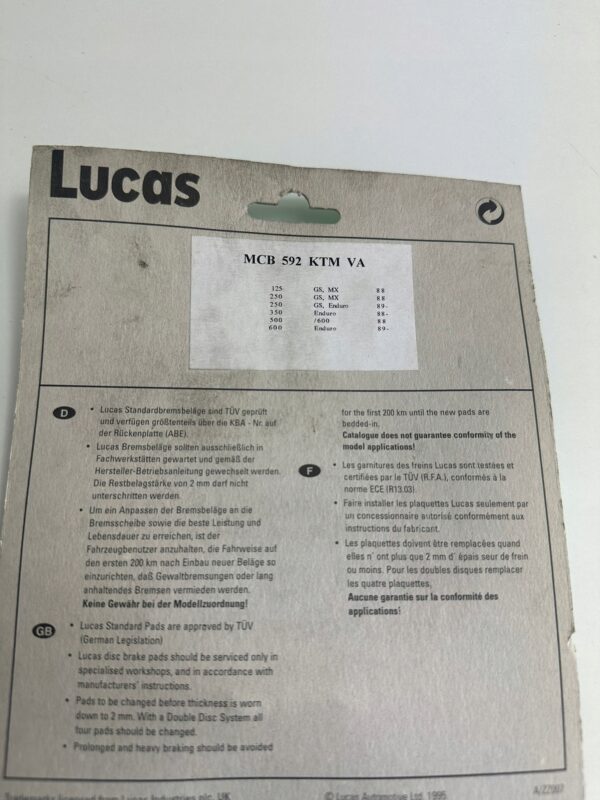 Lucas
MCB 592 KTM VA
125 GS, MX 88
250 GS, MX 88
250 GS, Enduro 89-
350 Enduro 88-
500 /600 88
600 Enduro 89-
D
• Lucas Standardbremsbeläge sind TÜV geprüft
und verfügen größtenteils über die KBA - Nr. auf
der Rückenplatte (ABE).
• Lucas Bremsbeläge sollten ausschließlich in
Fachwerkstätten gewartet und gemäß der
Hersteller-Betriebsanleitung gewechselt werden.
Die Restbelagstärke von 2 mm darf nicht
unterschritten werden.
• Um ein Anpassen der Bremsbeläge an die
Bremsscheibe sowie die beste Leistung und
Lebensdauer zu erreichen, ist der
Fahrzeugbenutzer anzuhalten, die Fahrweise auf
den ersten 200 km nach Einbau neuer Beläge so
einzurichten, daß Gewaltbremsungen oder lang
anhaltendes Bremsen vermieden werden.
Keine Gewähr bei der Modellzuordnung!
GB
• Lucas Standard Pads are approved by TÜV
(German Legislation)
• Lucas disc brake pads should be serviced only in
specialised workshops, and in accordance with
manufacturers' instructions.
• Pads to be changed before thickness is worn
down to 2 mm. With a Double Disc System all
four pads should be changed.
• Prolonged and heavy braking should be avoided
for the first 200 km until the new pads are
bedded-in.
Catalogue does not guarantee conformity of the
model applications!
F
• Les garnitures des freins Lucas sont testées et
certifiées par le TÜV (R.F.A.), conformés à la
norme ECE (R13.03).
• Faire installer les plaquettes Lucas seulement par
un concessionnaire autorisé conformément aux
instructions du fabricant.
• Les plaquettes doivent être remplacées quand
elles n´ont plus que 2 mm d´épais seur de frein
ou moins. Pour les doubles disques remplacer
les quatre plaquettes.
Aucune garantie sur la conformité des
applications!
Trademarks licensed from Lucas Industries plc, UK
© Lucas Automotive Ltd. 1995
A/ZZ007